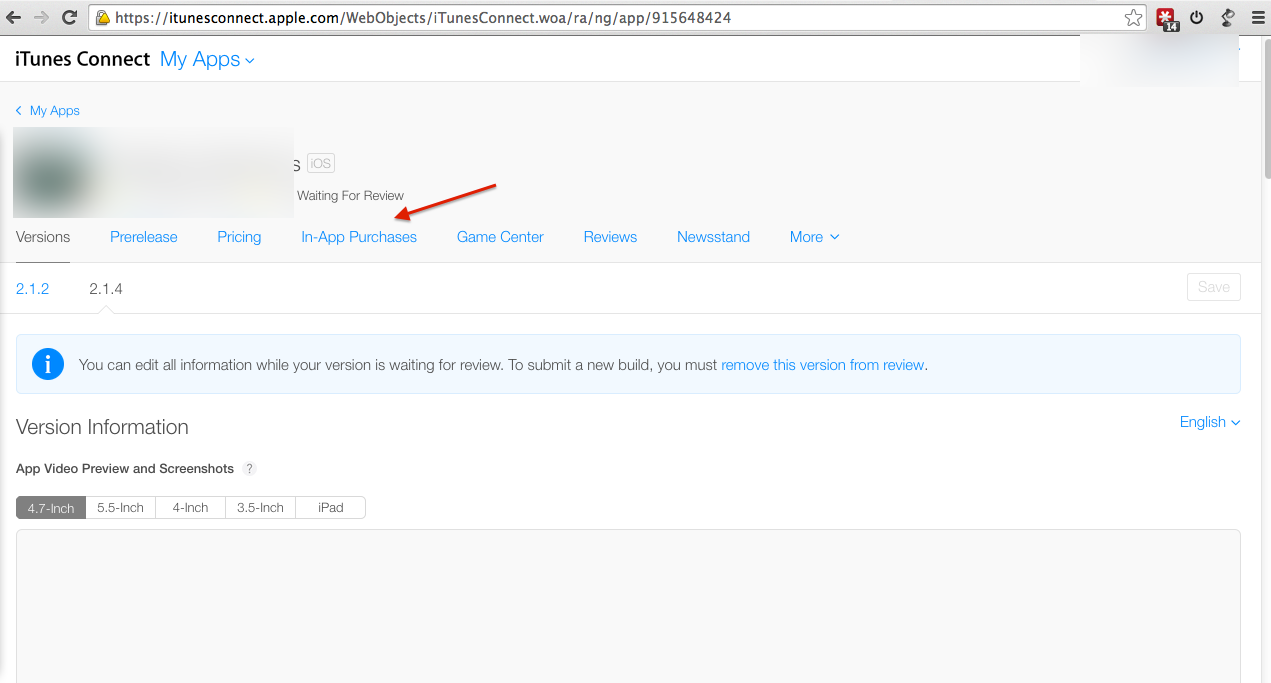 https://itunesconnect.apple.com/WebObjects/iTunesConnect.woa/ra/ng/app/915648424
14
iTunes Connect My Apps
My Apps
s iOS
Waiting For Review
Versions Prerelease Pricing In-App Purchases Game Center Reviews Newsstand More
2.1.2 2.1.4 Save
i You can edit all information while your version is waiting for review. To submit a new build, you must remove this version from review.
Version Information English
App Video Preview and Screenshots ?
4.7-Inch 5.5-Inch 4-Inch 3.5-Inch iPad